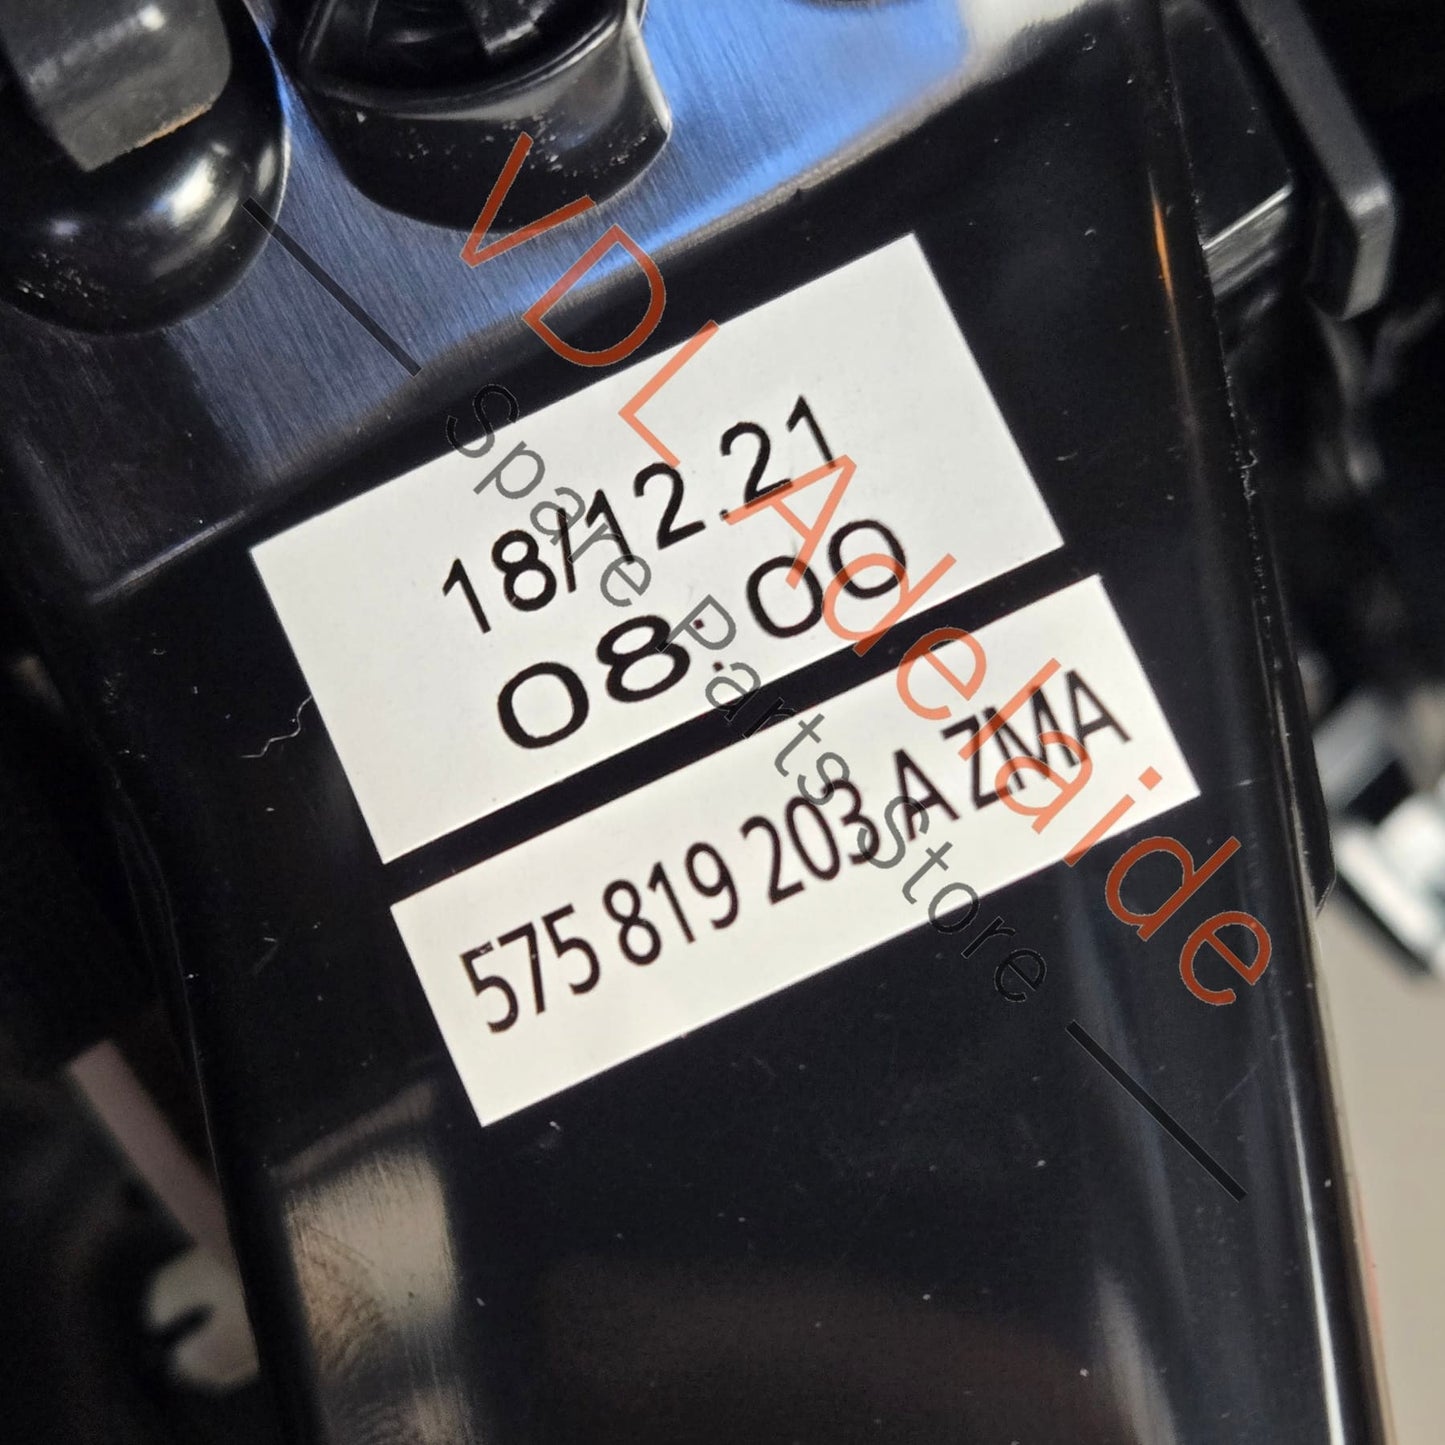 18/12.21
08:00
575 819 203 A ZMA
VDL Adelaide
Spare Parts Store